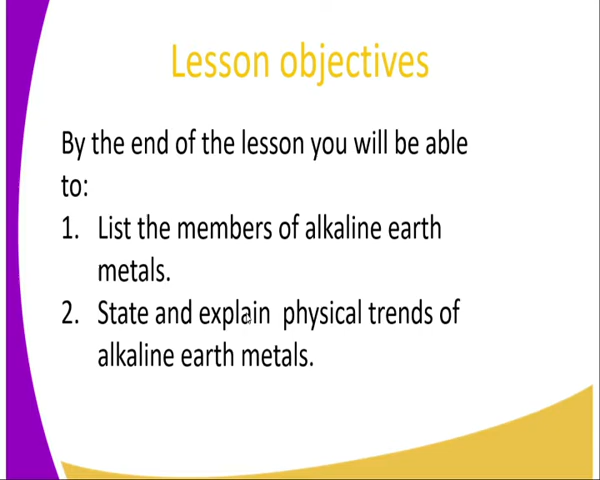 Lesson objectives
By the end of the lesson you will be able
to:
1. List the members of alkaline earth
metals.
2. State and explain  physical trends of
alkaline earth metals.